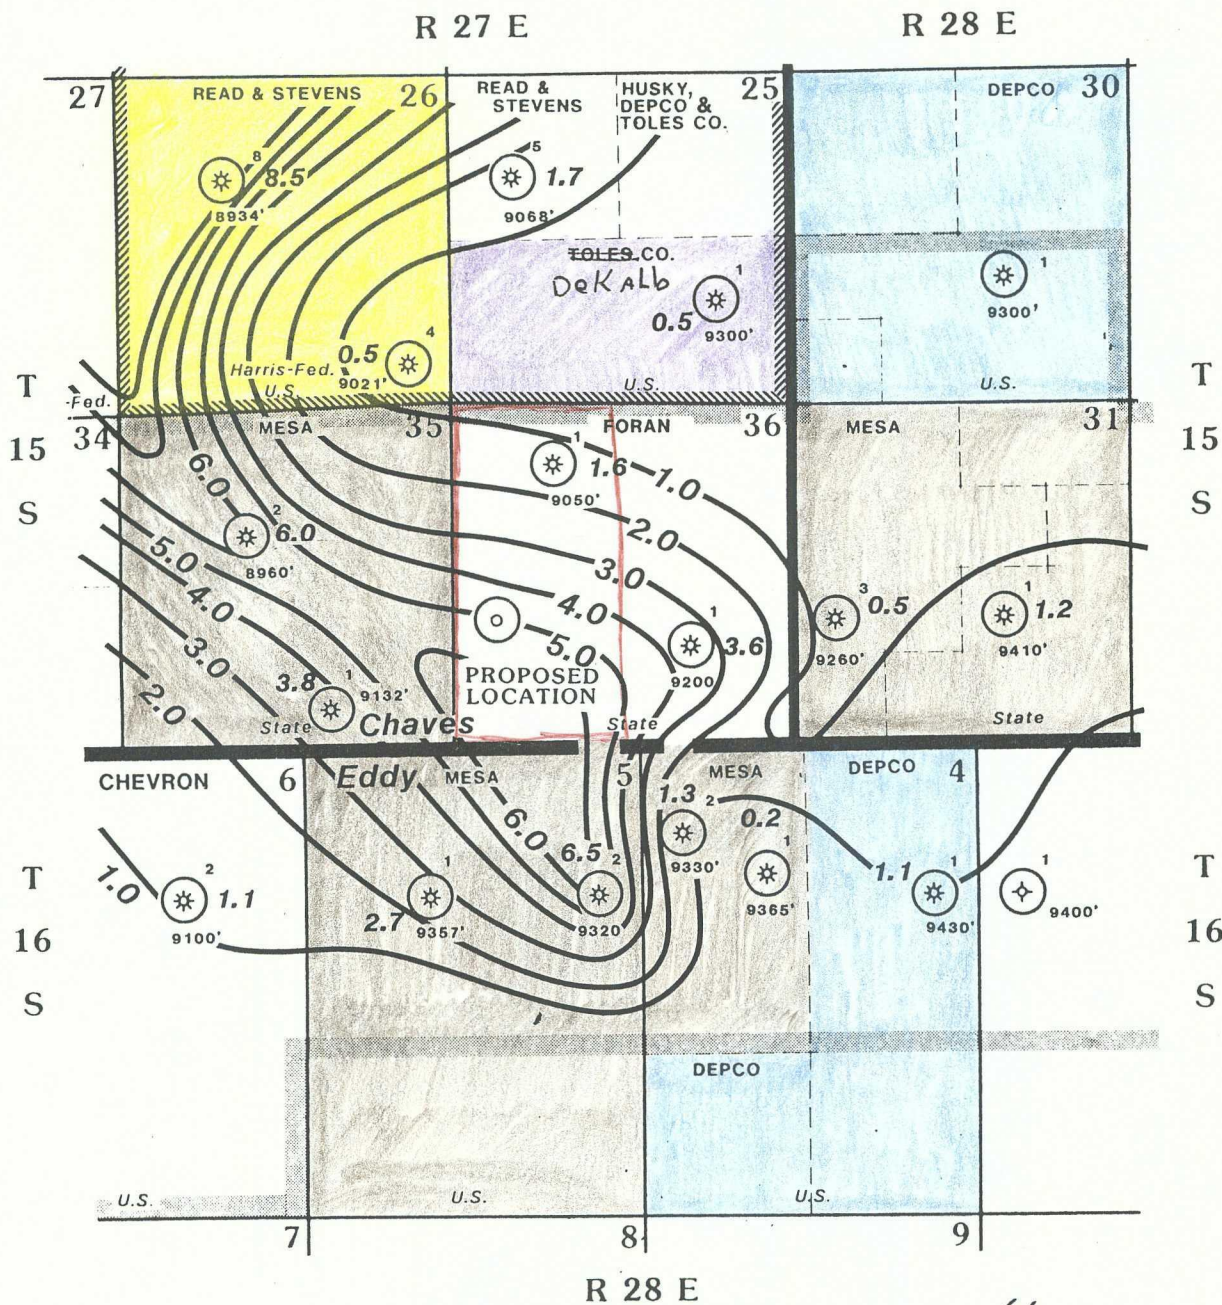 R 27 E
R 28 E
27
READ & STEVENS
26
READ &
STEVENS
HUSKY,
DEPCO &
TOLES CO.
25
DEPCO
30
8
8.5
8934'
5
1.7
9068'
TOLES CO.
DeKAlb
1
0.5
9300'
U.S.
1
9300'
U.S.
4
0.5
9021'
Harris-Fed.
U.S.
-Fed.
T
15
S
T
15
S
34
MESA
35
FORAN
36
MESA
31
1
1.6
9050'
1.0
2.0
3.0
4.0
5.0
6.0
2
6.0
8960'
5.0
4.0
3.0
2.0
1
3.8
9132'
State
Chaves
PROPOSED
LOCATION
1
3.6
9200
State
3
0.5
9260'
1
1.2
9410'
State
CHEVRON
6
Eddy
MESA
5
MESA
DEPCO
4
1.0
2
1.1
9100'
1
2.7
9357'
6.0
6.5
2
9320
1.3
2
9330'
0.2
1
9365'
1.1
1
9430'
1
9400'
T
16
S
T
16
S
DEPCO
U.S.
U.S.
U.S.
7
8
9
R 28 E